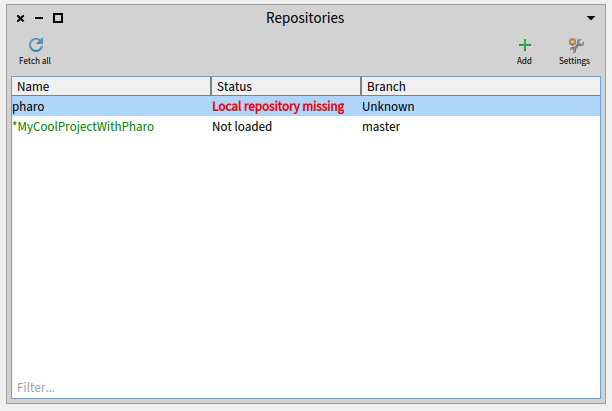 Repositories
Fetch all
Add
Settings
Name Status Branch
pharo Local repository missing Unknown
*MyCoolProjectWithPharo Not loaded master
Filter...